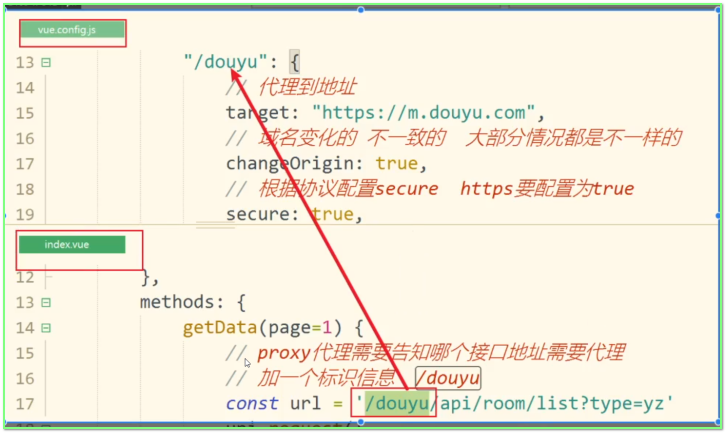 vue.config.js
13 "/douyu": {
14 // 代理到地址
15 target: "https://m.douyu.com",
16 // 域名变化的 不一致的 大部分情况都是不一样的
17 changeOrigin: true,
18 // 根据协议配置secure https要配置为true
19 secure: true,
index.vue
12 },
13 methods: {
14 getData(page=1) {
15 // proxy代理需要告知哪个接口地址需要代理
16 // 加一个标识信息 /douyu
17 const url = '/douyu/api/room/list?type=yz'